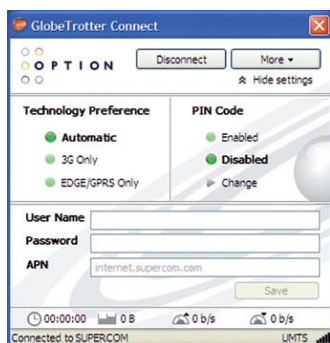 GlobeTrotter Connect
OPTION
Disconnect
More
Hide settings
Technology Preference
Automatic
3G Only
EDGE/GPRS Only
PIN Code
Enabled
Disabled
Change
User Name
Password
APN
internet.supercom.com
Save
00:00:00 0 B 0 b/s 0 b/s
Connected to SUPERCOM UMTS